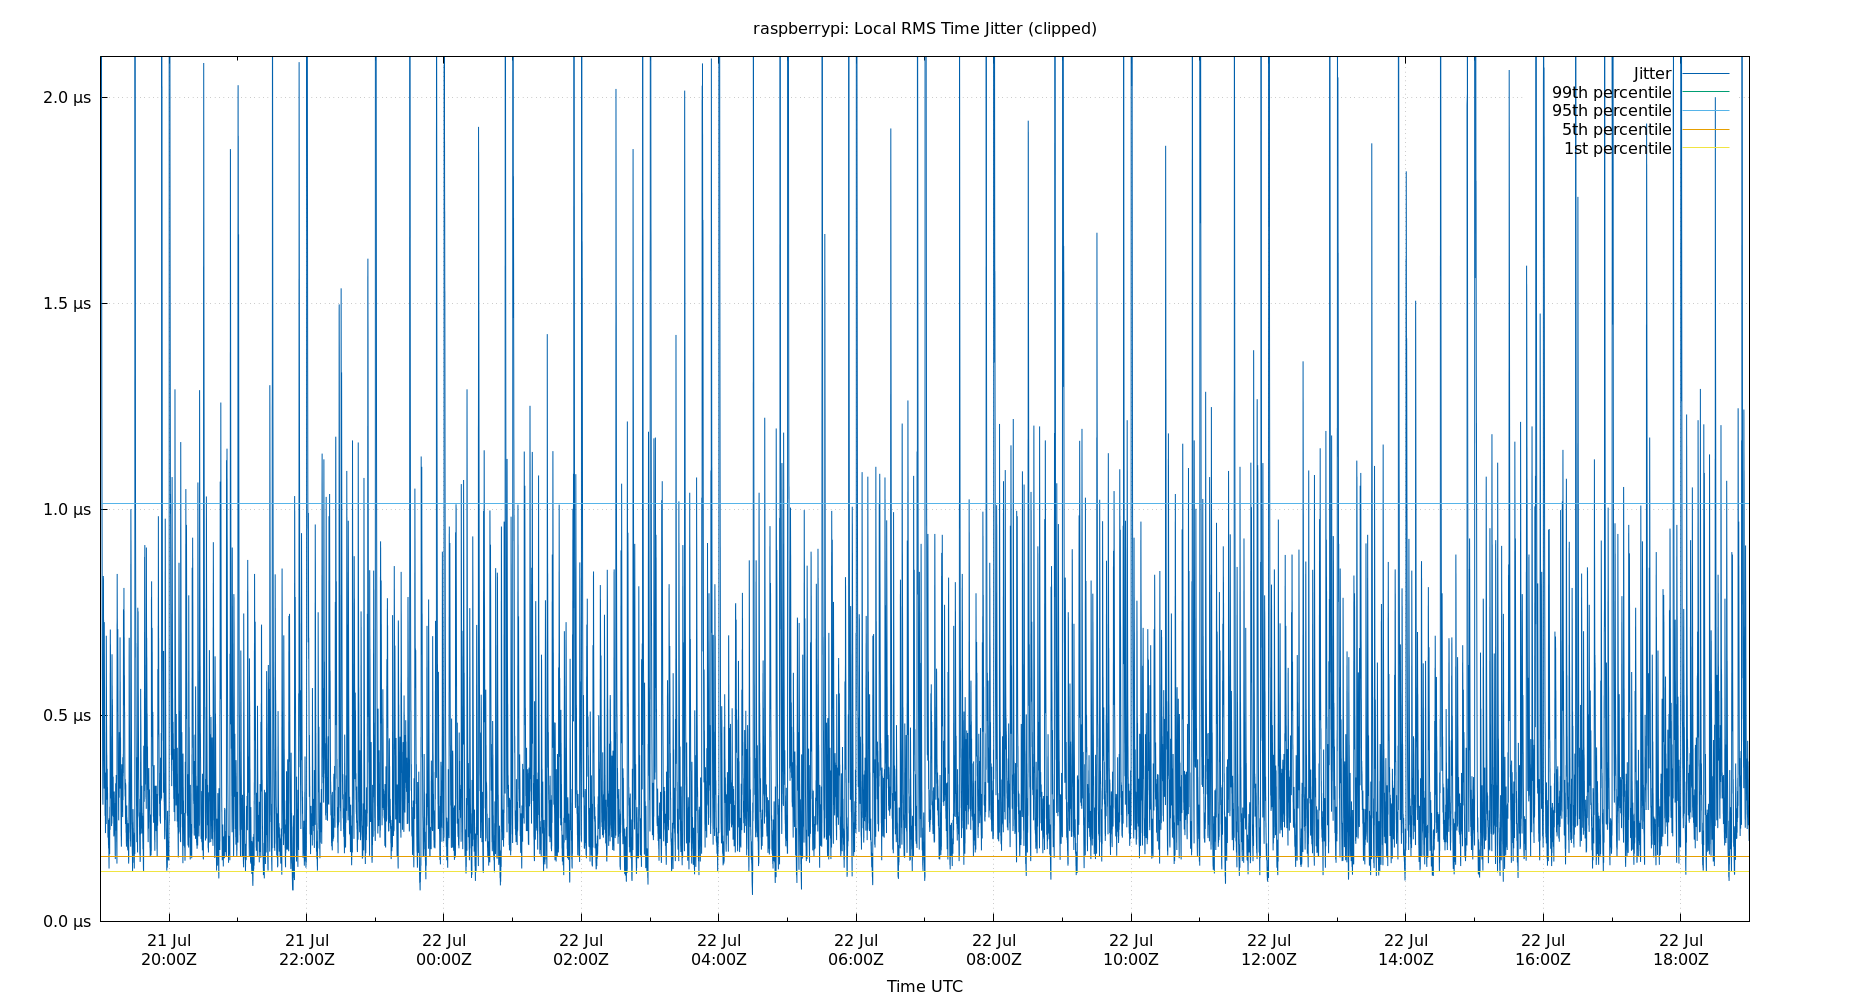 raspberrypi: Local RMS Time Jitter (clipped)
2.0 µs
1.5 µs
1.0 µs
0.5 µs
0.0 µs
Jitter
99th percentile
95th percentile
5th percentile
1st percentile
21 Jul 21 Jul 22 Jul 22 Jul 22 Jul 22 Jul 22 Jul 22 Jul 22 Jul 22 Jul 22 Jul 22 Jul
20:00Z 22:00Z 00:00Z 02:00Z 04:00Z 06:00Z 08:00Z 10:00Z 12:00Z 14:00Z 16:00Z 18:00Z
Time UTC